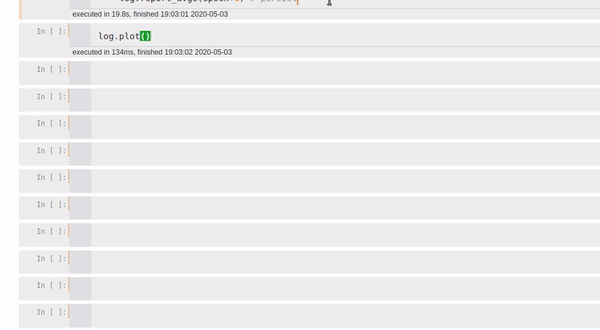 executed in 19.8s, finished 19:03:01 2020-05-03
In [ ]:
log.plot()
executed in 134ms, finished 19:03:02 2020-05-03
In [ ]:
In [ ]:
In [ ]:
In [ ]:
In [ ]:
In [ ]:
In [ ]:
In [ ]:
In [ ]:
In [ ]: